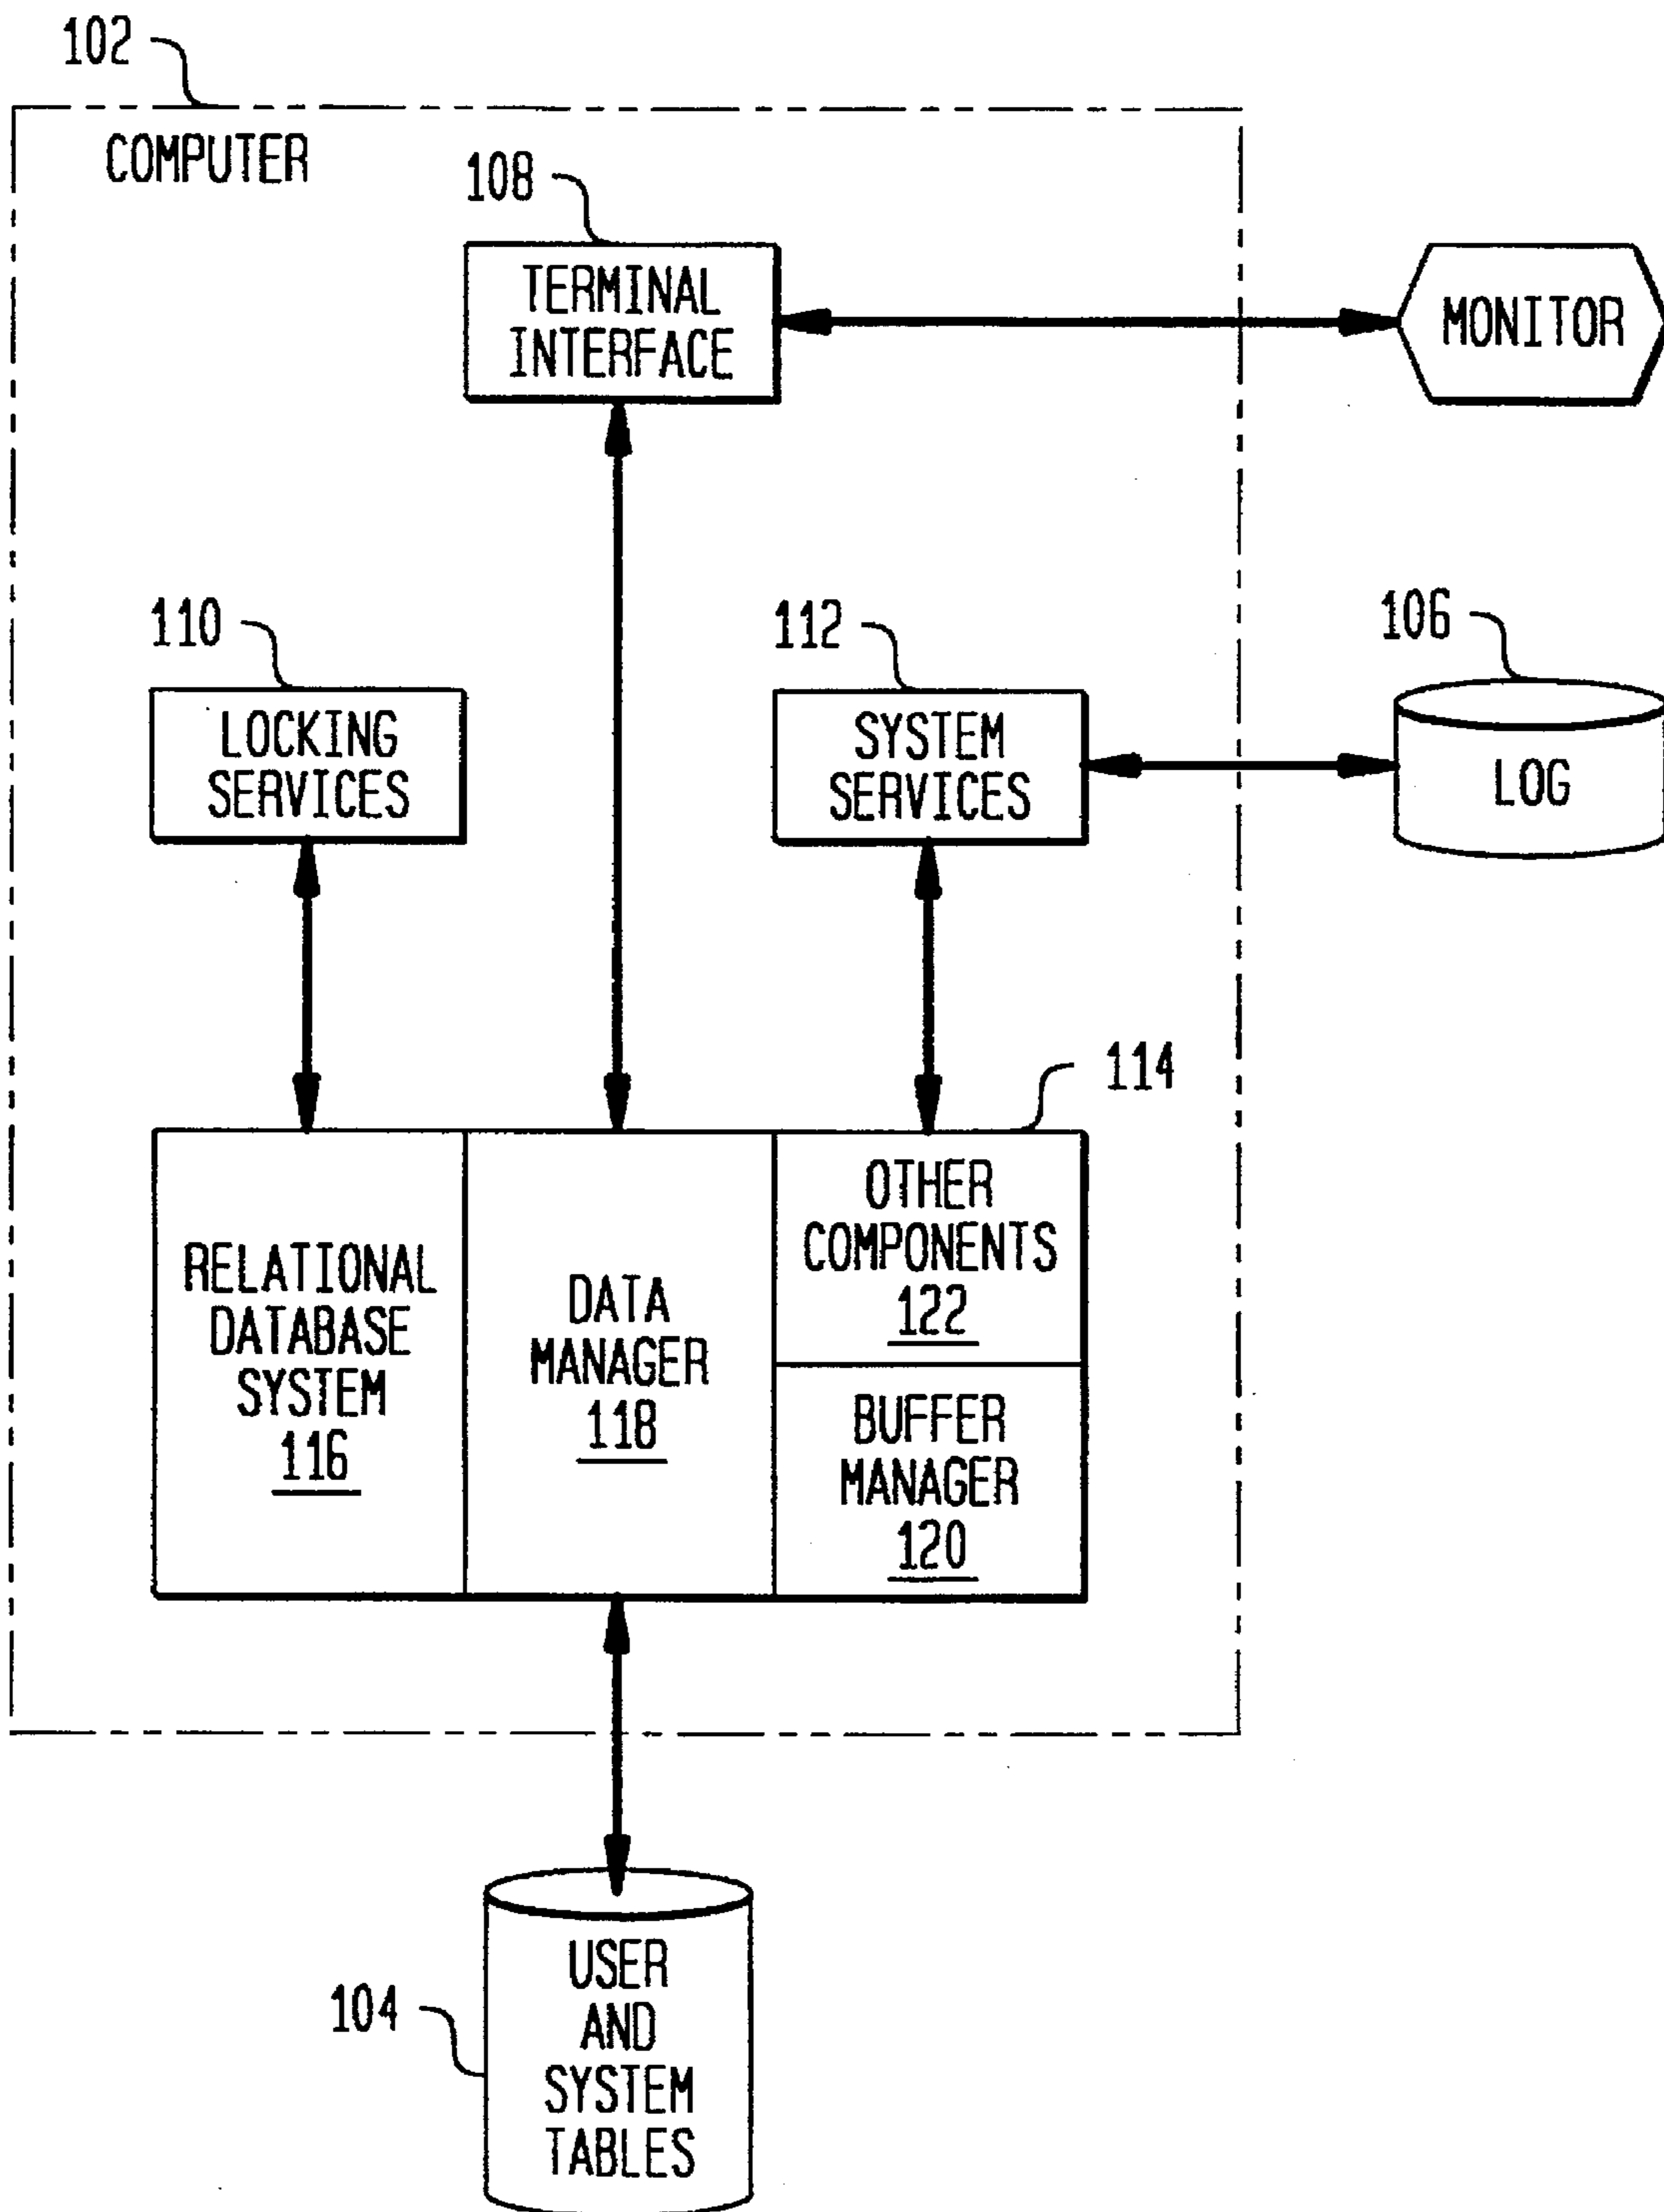 102
COMPUTER
108
TERMINAL
INTERFACE
MONITOR
110
LOCKING
SERVICES
112
SYSTEM
SERVICES
106
LOG
114
RELATIONAL
DATABASE
SYSTEM
116
DATA
MANAGER
118
OTHER
COMPONENTS
122
BUFFER
MANAGER
120
104
USER
AND
SYSTEM
TABLES